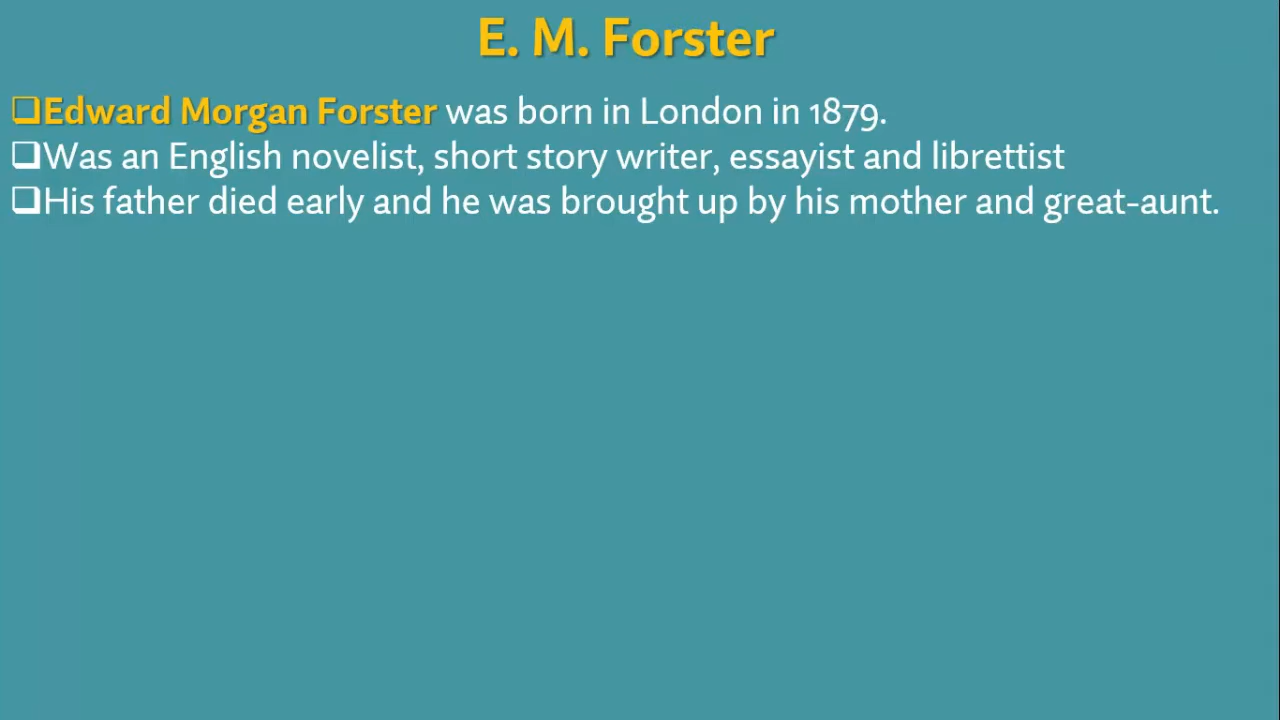 E. M. Forster
❑Edward Morgan Forster was born in London in 1879.
❑Was an English novelist, short story writer, essayist and librettist
❑His father died early and he was brought up by his mother and great-aunt.